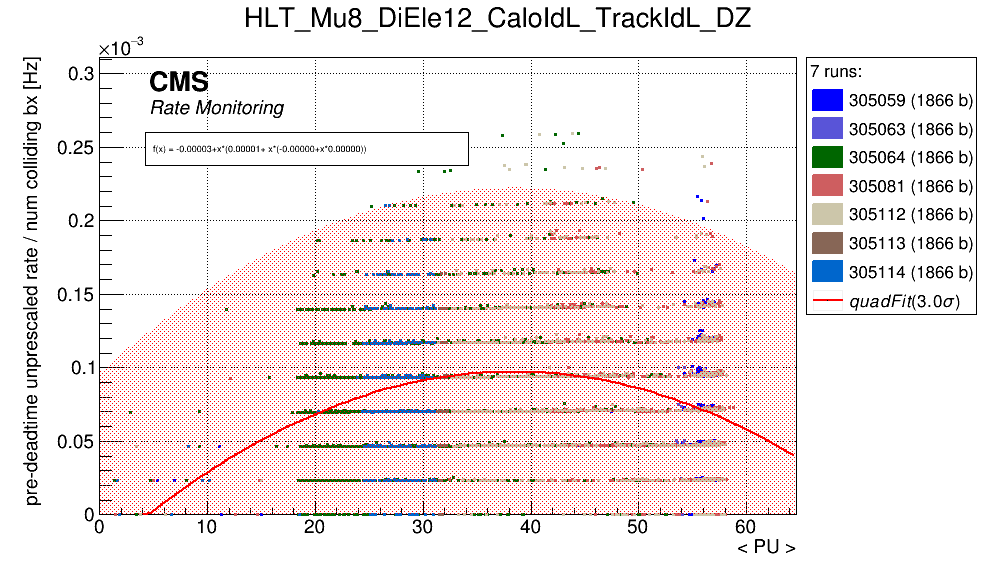 HLT_Mu8_DiEle12_CaloIdL_TrackIdL_DZ
×10⁻³
pre-deadtime unprescaled rate / num colliding bx [Hz]
0.3
0.25
0.2
0.15
0.1
0.05
0
CMS
Rate Monitoring
f(x) = -0.00003+x*(0.00001+ x*(-0.00000+x*0.00000))
0 10 20 30 40 50 60
< PU >
7 runs:
305059 (1866 b)
305063 (1866 b)
305064 (1866 b)
305081 (1866 b)
305112 (1866 b)
305113 (1866 b)
305114 (1866 b)
quadFit(3.0σ)